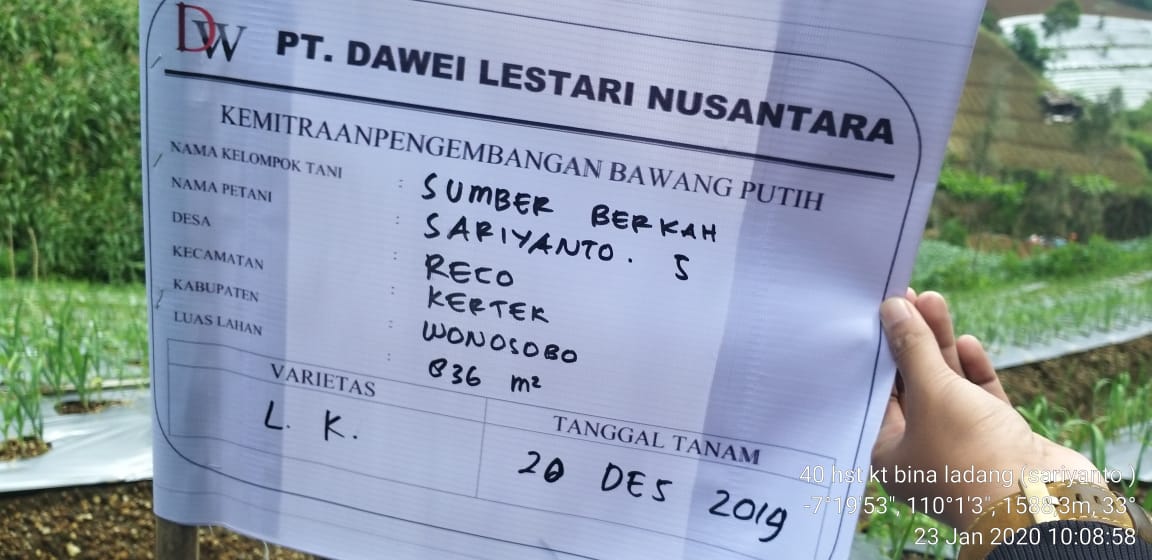 DW PT. DAWEI LESTARI NUSANTARA
KEMITRAANPENGEMBANGAN BAWANG PUTIH
NAMA KELOMPOK TANI : SUMBER BERKAH
NAMA PETANI : SARIYANTO. S
DESA : RECO
KECAMATAN : KERTEK
KABUPATEN : WONOSOBO
LUAS LAHAN : 836 m²
VARIETAS TANGGAL TANAM
L. K. 20 DES 2019
40 hst kt bina ladang (sariyanto )
-7°19'53", 110°1'3", 1588,3m, 33°
23 Jan 2020 10:08:58